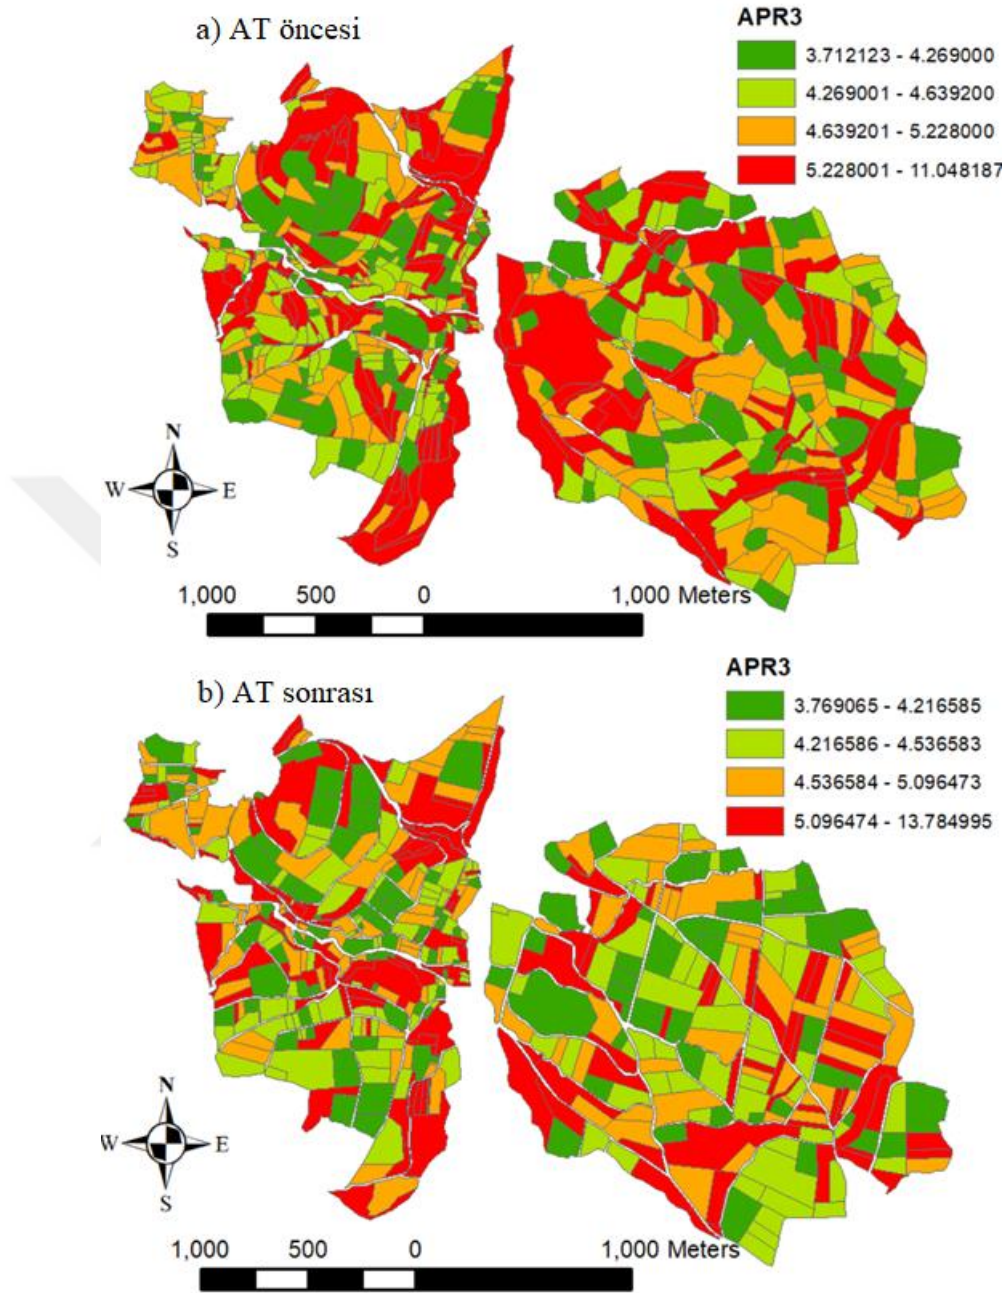 a) AT öncesi
APR3
3.712123 - 4.269000
4.269001 - 4.639200
4.639201 - 5.228000
5.228001 - 11.048187
N
W E
S
1,000 500 0 1,000 Meters
b) AT sonrası
APR3
3.769065 - 4.216585
4.216586 - 4.536583
4.536584 - 5.096473
5.096474 - 13.784995
N
W E
S
1,000 500 0 1,000 Meters